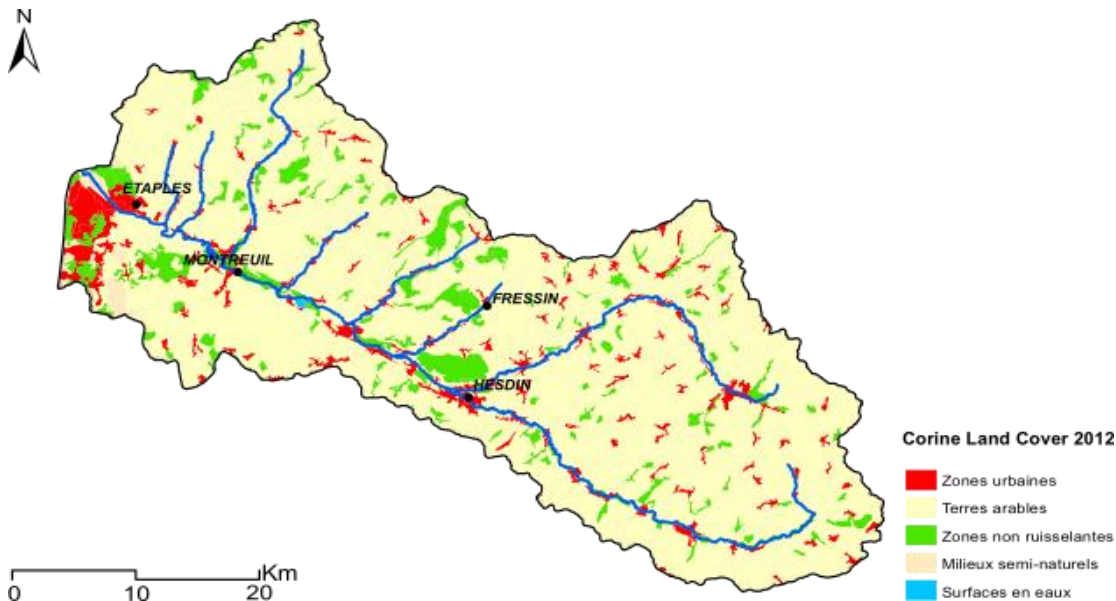 N
ETAPLES
MONTREUIL
FRESSIN
HESDIN
Corine Land Cover 2012
Zones urbaines
Terres arables
Zones non ruisselantes
Milieux semi-naturels
Surfaces en eaux
Km
0 10 20